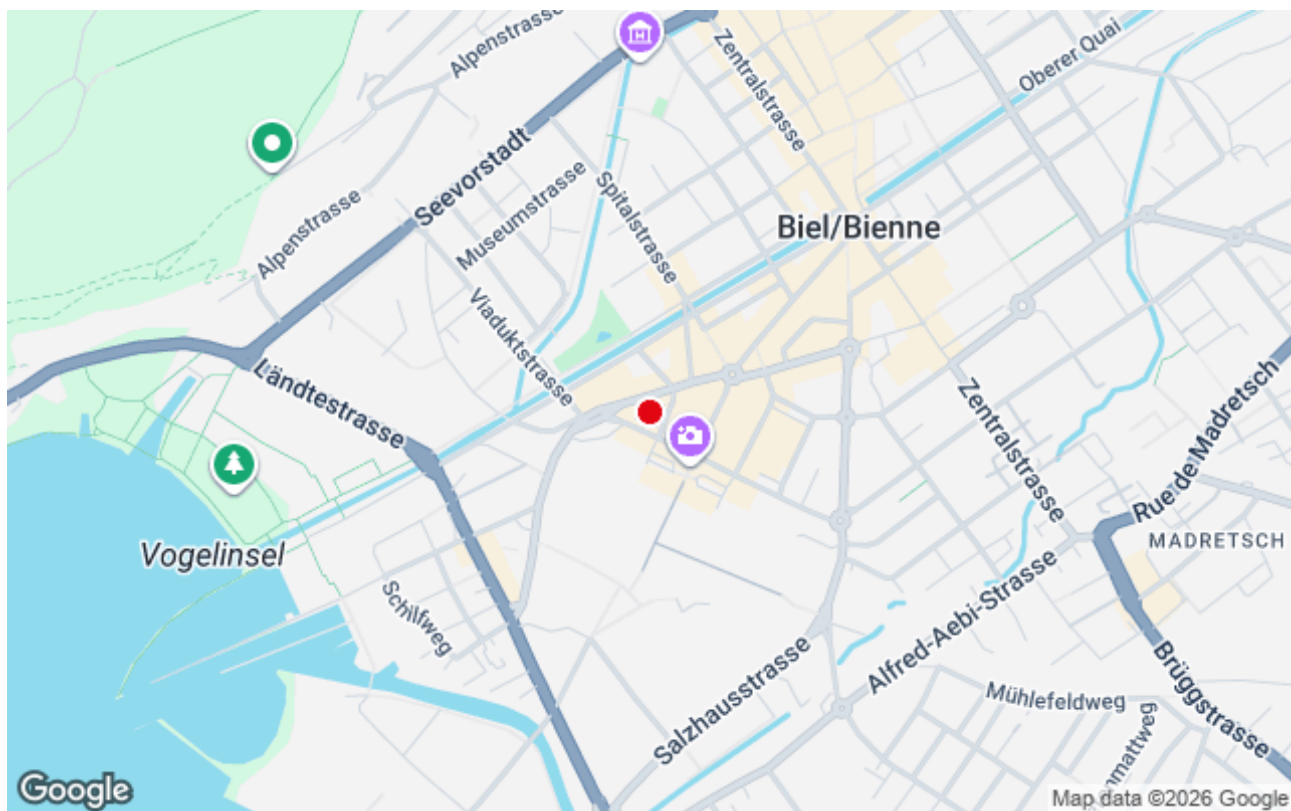 Alpenstrasse
Zentralstrasse
Oberer Quai
Seevorstadt
Museumstrasse
Spitalstrasse
Alpenstrasse
Biel/Bienne
Viaduktstrasse
Ländtestrasse
Zentralstrasse
Rue de Madretsch
Vogelinsel
MADRETSCH
Schilfweg
Alfred-Aebi-Strasse
Salzhausstrasse
Mühlefeldweg
Brüggstrasse
nmattweg
Google
Map data ©2026 Google